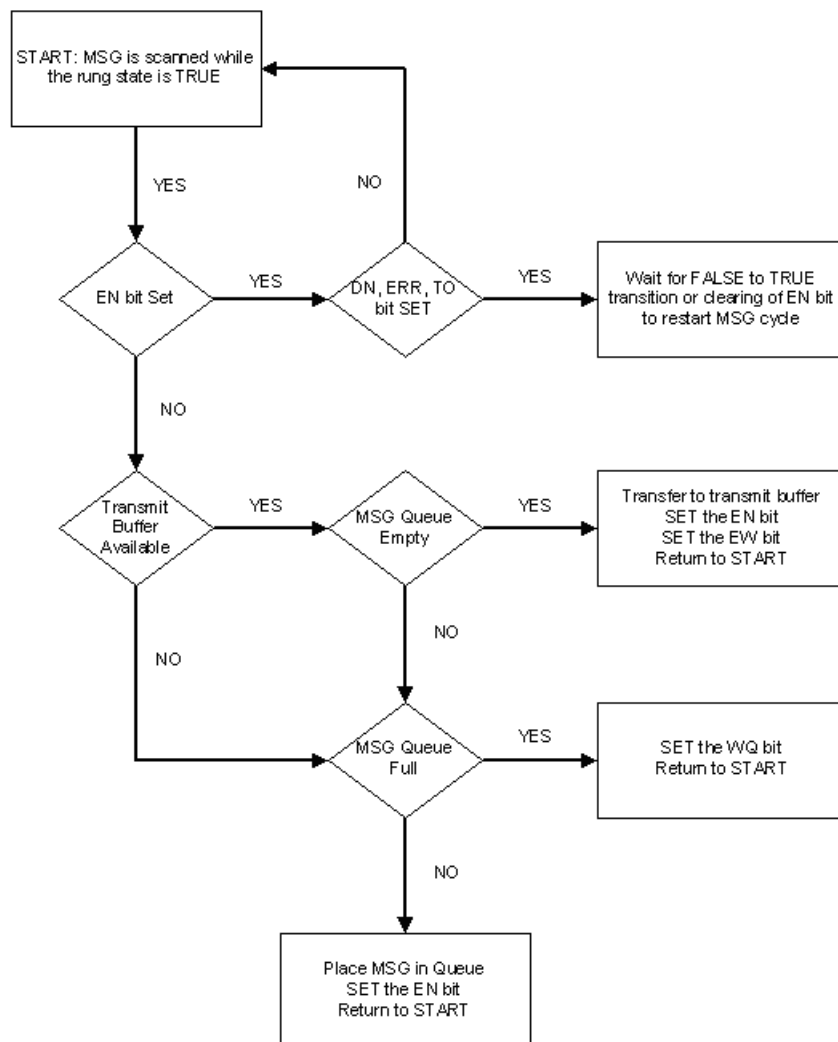 START: MSG is scanned while
the rung state is TRUE
YES
NO
EN bit Set
YES
DN, ERR, TO
bit SET
YES
Wait for FALSE to TRUE
transition or clearing of EN bit
to restart MSG cycle
NO
Transmit
Buffer
Available
YES
MSG Queue
Empty
YES
Transfer to transmit buffer
SET the EN bit
SET the EW bit
Return to START
NO
NO
MSG Queue
Full
YES
SET the WQ bit
Return to START
NO
Place MSG in Queue
SET the EN bit
Return to START